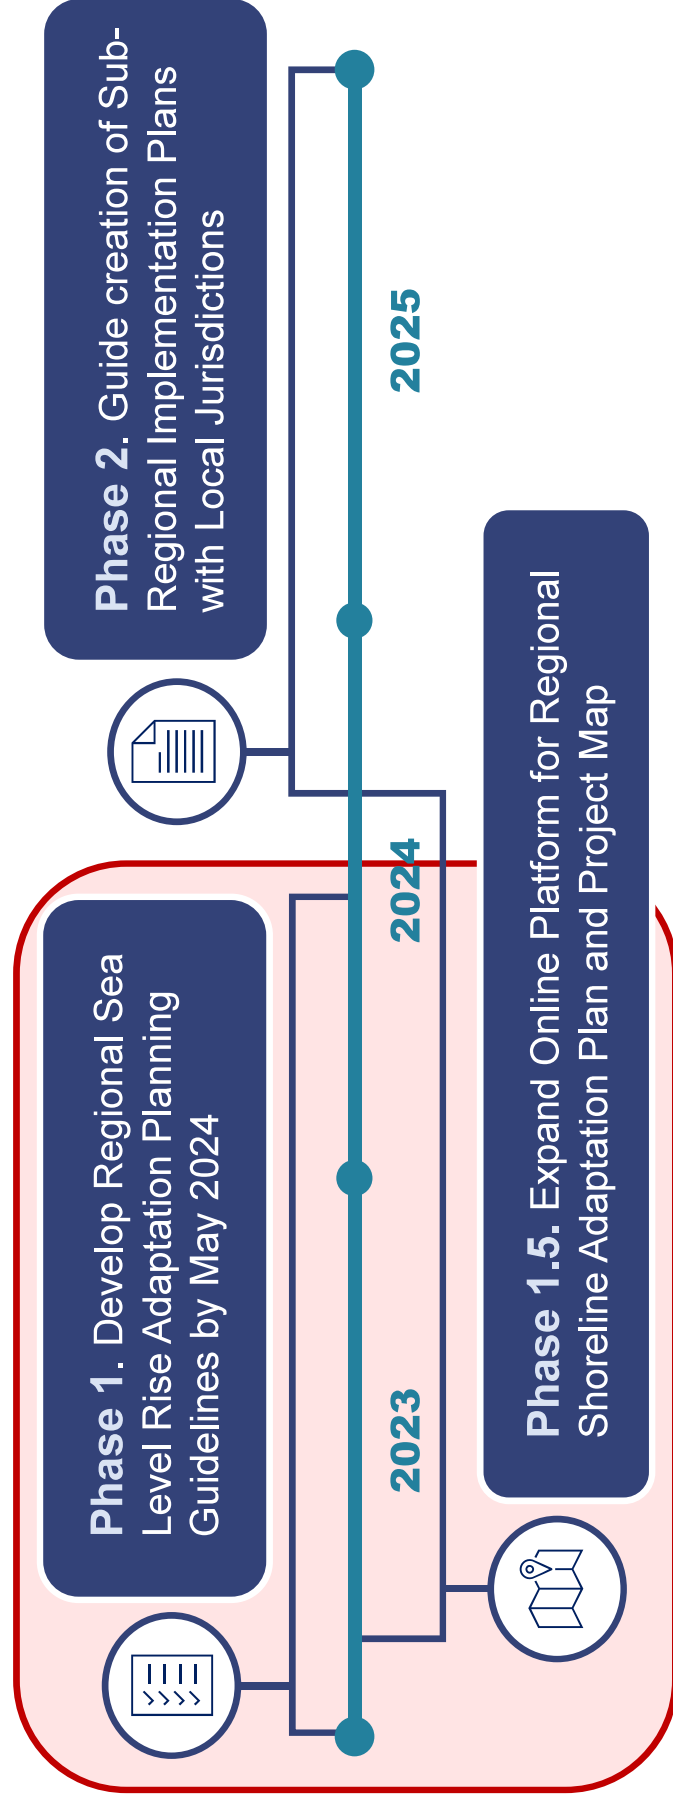 Phase 1. Develop Regional Sea
Level Rise Adaptation Planning
Guidelines by May 2024
Phase 2. Guide creation of Sub-
Regional Implementation Plans
with Local Jurisdictions
2023
2024
2025
Phase 1.5. Expand Online Platform for Regional
Shoreline Adaptation Plan and Project Map